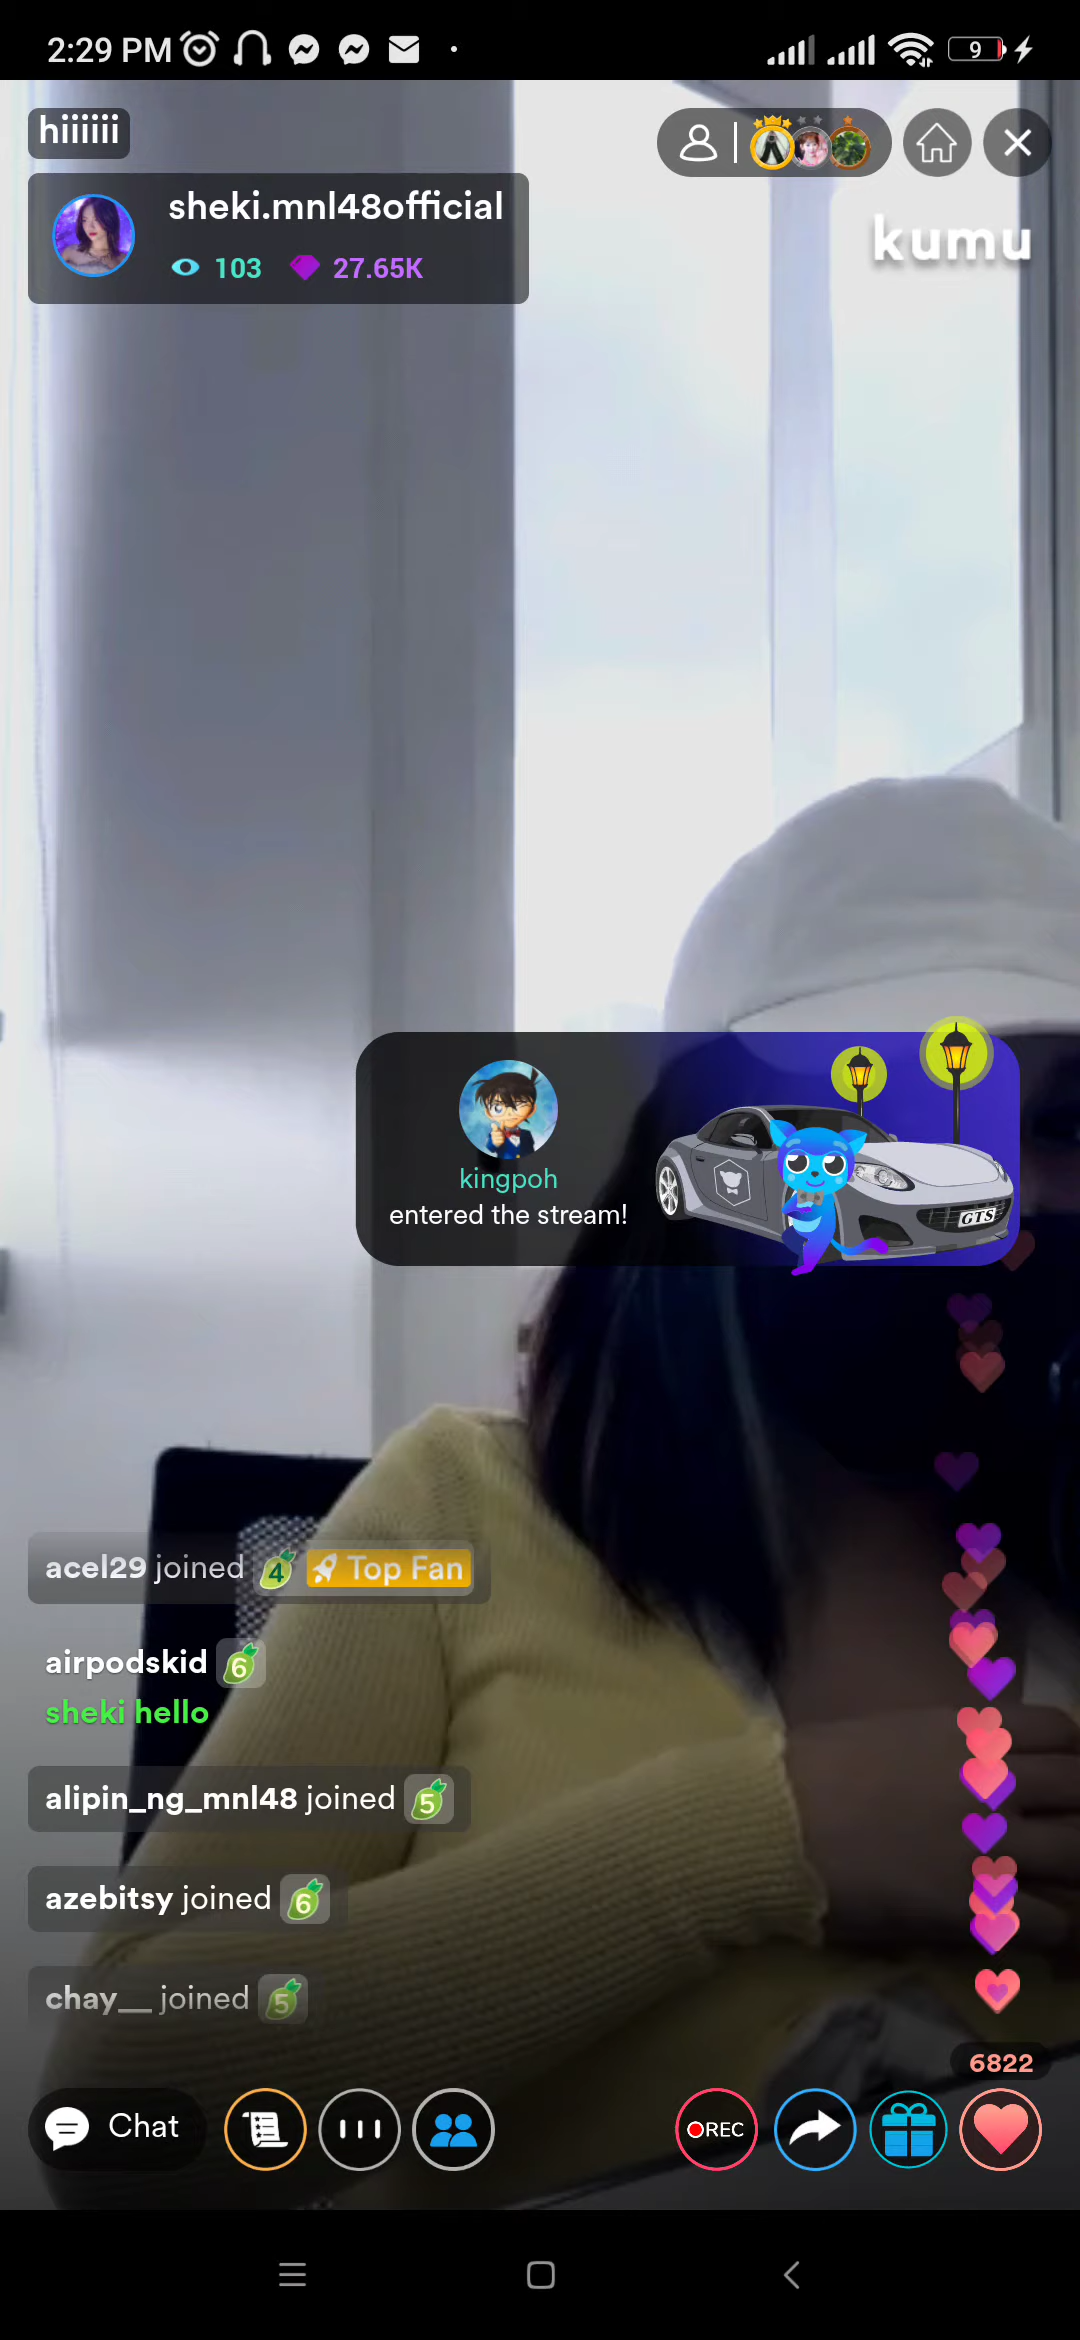 2:29 PM
9
hiiiiii
sheki.mnl48official
103 27.65K
kumu
kingpoh
entered the stream!
GTS
acel29 joined 4 Top Fan
airpodskid 6
sheki hello
alipin_ng_mnl48 joined 5
azebitsy joined 6
chay__ joined 5
6822
Chat
REC